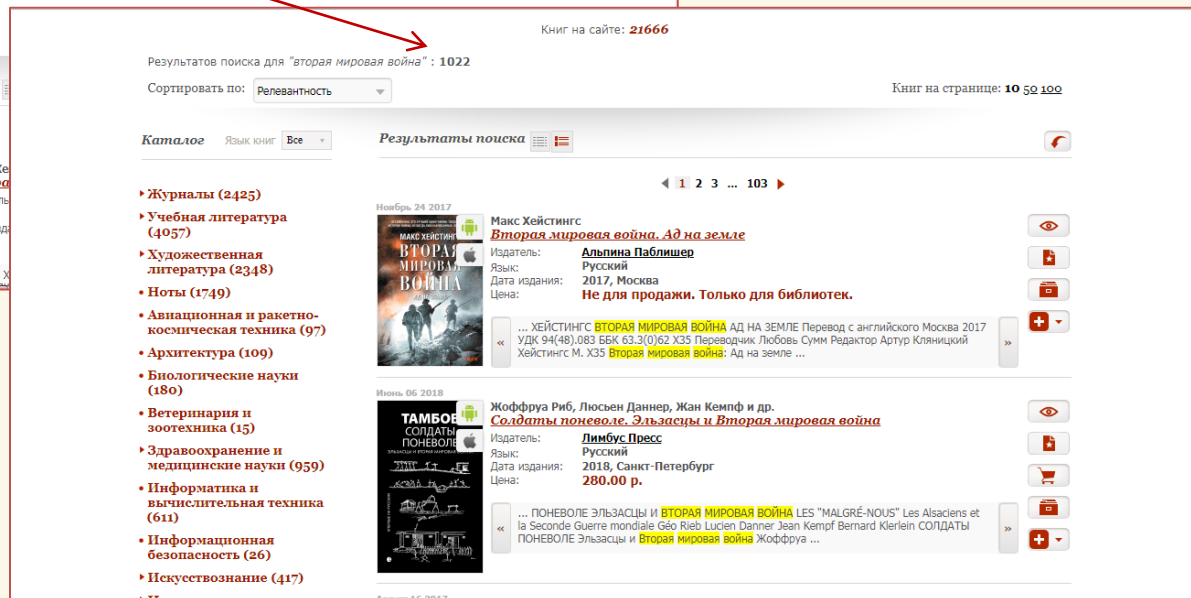 Книг на сайте: 21666
Результатов поиска для "вторая мировая война" : 1022
Сортировать по: Релевантность
Книг на странице: 10 50 100
Каталог Язык книг Все
Результаты поиска
1 2 3 ... 103
Журналы (2425)
Учебная литература
(4057)
Художественная
литература (2348)
Ноты (1749)
Авиационная и ракетно-
космическая техника (97)
Архитектура (109)
Биологические науки
(180)
Ветеринария и
зоотехника (15)
Здравоохранение и
медицинские науки (959)
Информатика и
вычислительная техника
(611)
Информационная
безопасность (26)
Искусствознание (417)
Ноябрь 24 2017
МАКС ХЕЙСТИНГ
ВТОРАЯ
МИРОВАЯ
ВОЙНА
Макс Хейстингс
Вторая мировая война. Ад на земле
Издатель: Альпина Паблишер
Язык: Русский
Дата издания: 2017, Москва
Цена: Не для продажи. Только для библиотек.
« ... ХЕЙСТИНГС ВТОРАЯ МИРОВАЯ ВОЙНА АД НА ЗЕМЛЕ Перевод с английского Москва 2017 »
УДК 94(48).083 ББК 63.3(0)62 Х35 Переводчик Любовь Сумм Редактор Артур Кляницкий
Хейстингс М. Х35 Вторая мировая война: Ад на земле ...
Июнь 06 2018
ТАМБОВ
СОЛДАТЫ
ПОНЕВОЛЕ
ЭЛЬЗАСЦЫ И ВТОРАЯ МИРОВАЯ ВОЙНА
Жоффруа Риб, Люсьен Даннер, Жан Кемпф и др.
Солдаты поневоле. Эльзасцы и Вторая мировая война
Издатель: Лимбус Пресс
Язык: Русский
Дата издания: 2018, Санкт-Петербург
Цена: 280.00 р.
« ... ПОНЕВОЛЕ ЭЛЬЗАСЦЫ И ВТОРАЯ МИРОВАЯ ВОЙНА LES "MALGRÉ-NOUS" Les Alsaciens et »
la Seconde Guerre mondiale Géo Rieb Lucien Danner Jean Kempf Bernard Klerlein СОЛДАТЫ
ПОНЕВОЛЕ Эльзасцы и Вторая мировая война Жоффруа ...